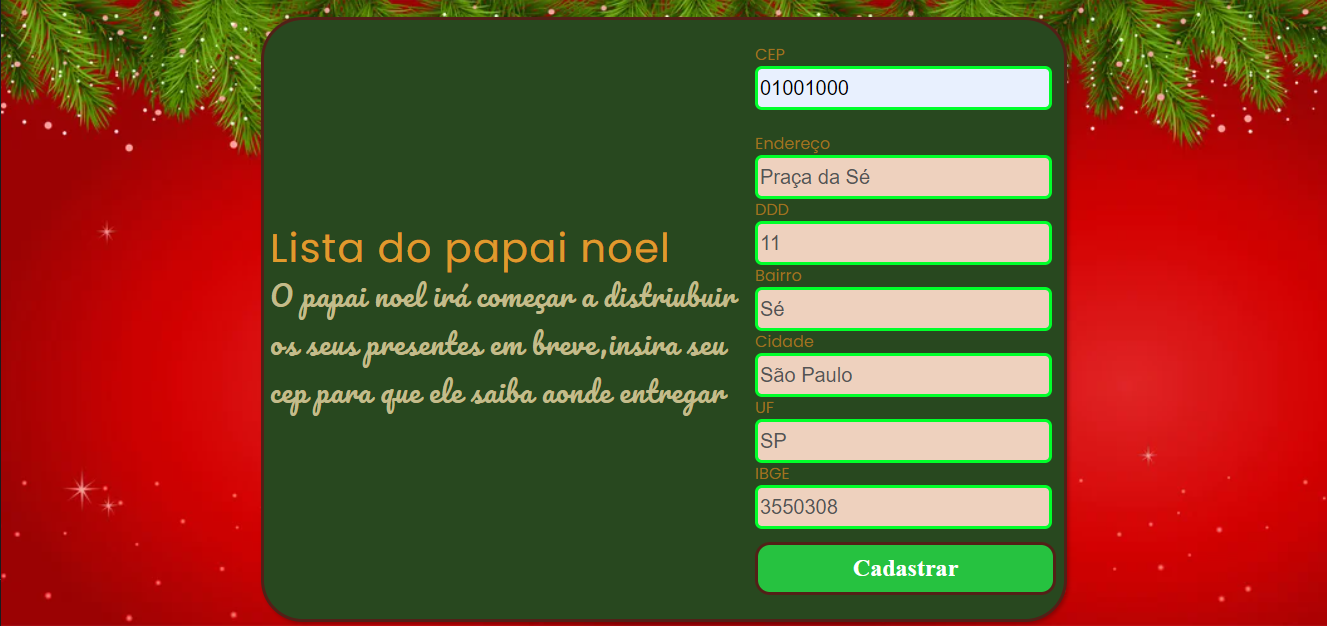 Lista do papai noel
O papai noel irá começar a distriubuir
os seus presentes em breve,insira seu
cep para que ele saiba aonde entregar
CEP
01001000
Endereço
Praça da Sé
DDD
11
Bairro
Sé
Cidade
São Paulo
UF
SP
IBGE
3550308
Cadastrar